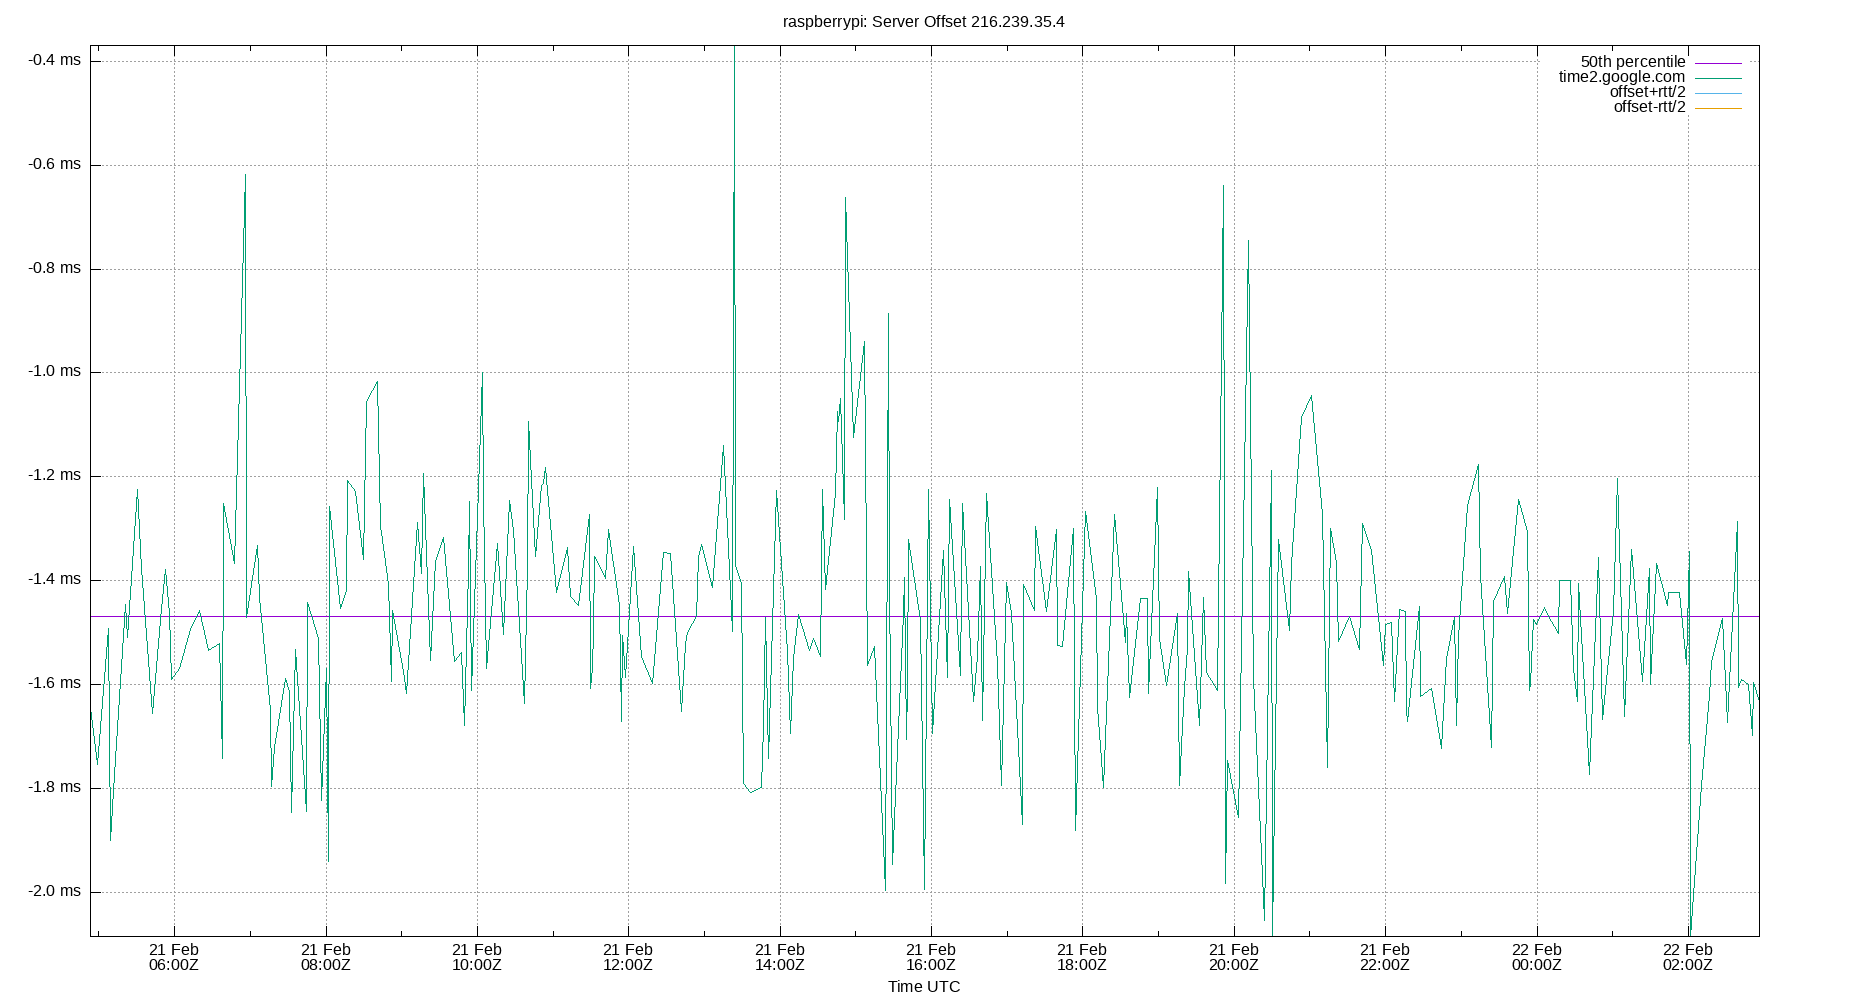 raspberrypi: Server Offset 216.239.35.4
-0.4 ms
-0.6 ms
-0.8 ms
-1.0 ms
-1.2 ms
-1.4 ms
-1.6 ms
-1.8 ms
-2.0 ms
50th percentile
time2.google.com
offset+rtt/2
offset-rtt/2
21 Feb 21 Feb 21 Feb 21 Feb 21 Feb 21 Feb 21 Feb 21 Feb 21 Feb 22 Feb 22 Feb
06:00Z 08:00Z 10:00Z 12:00Z 14:00Z 16:00Z 18:00Z 20:00Z 22:00Z 00:00Z 02:00Z
Time UTC